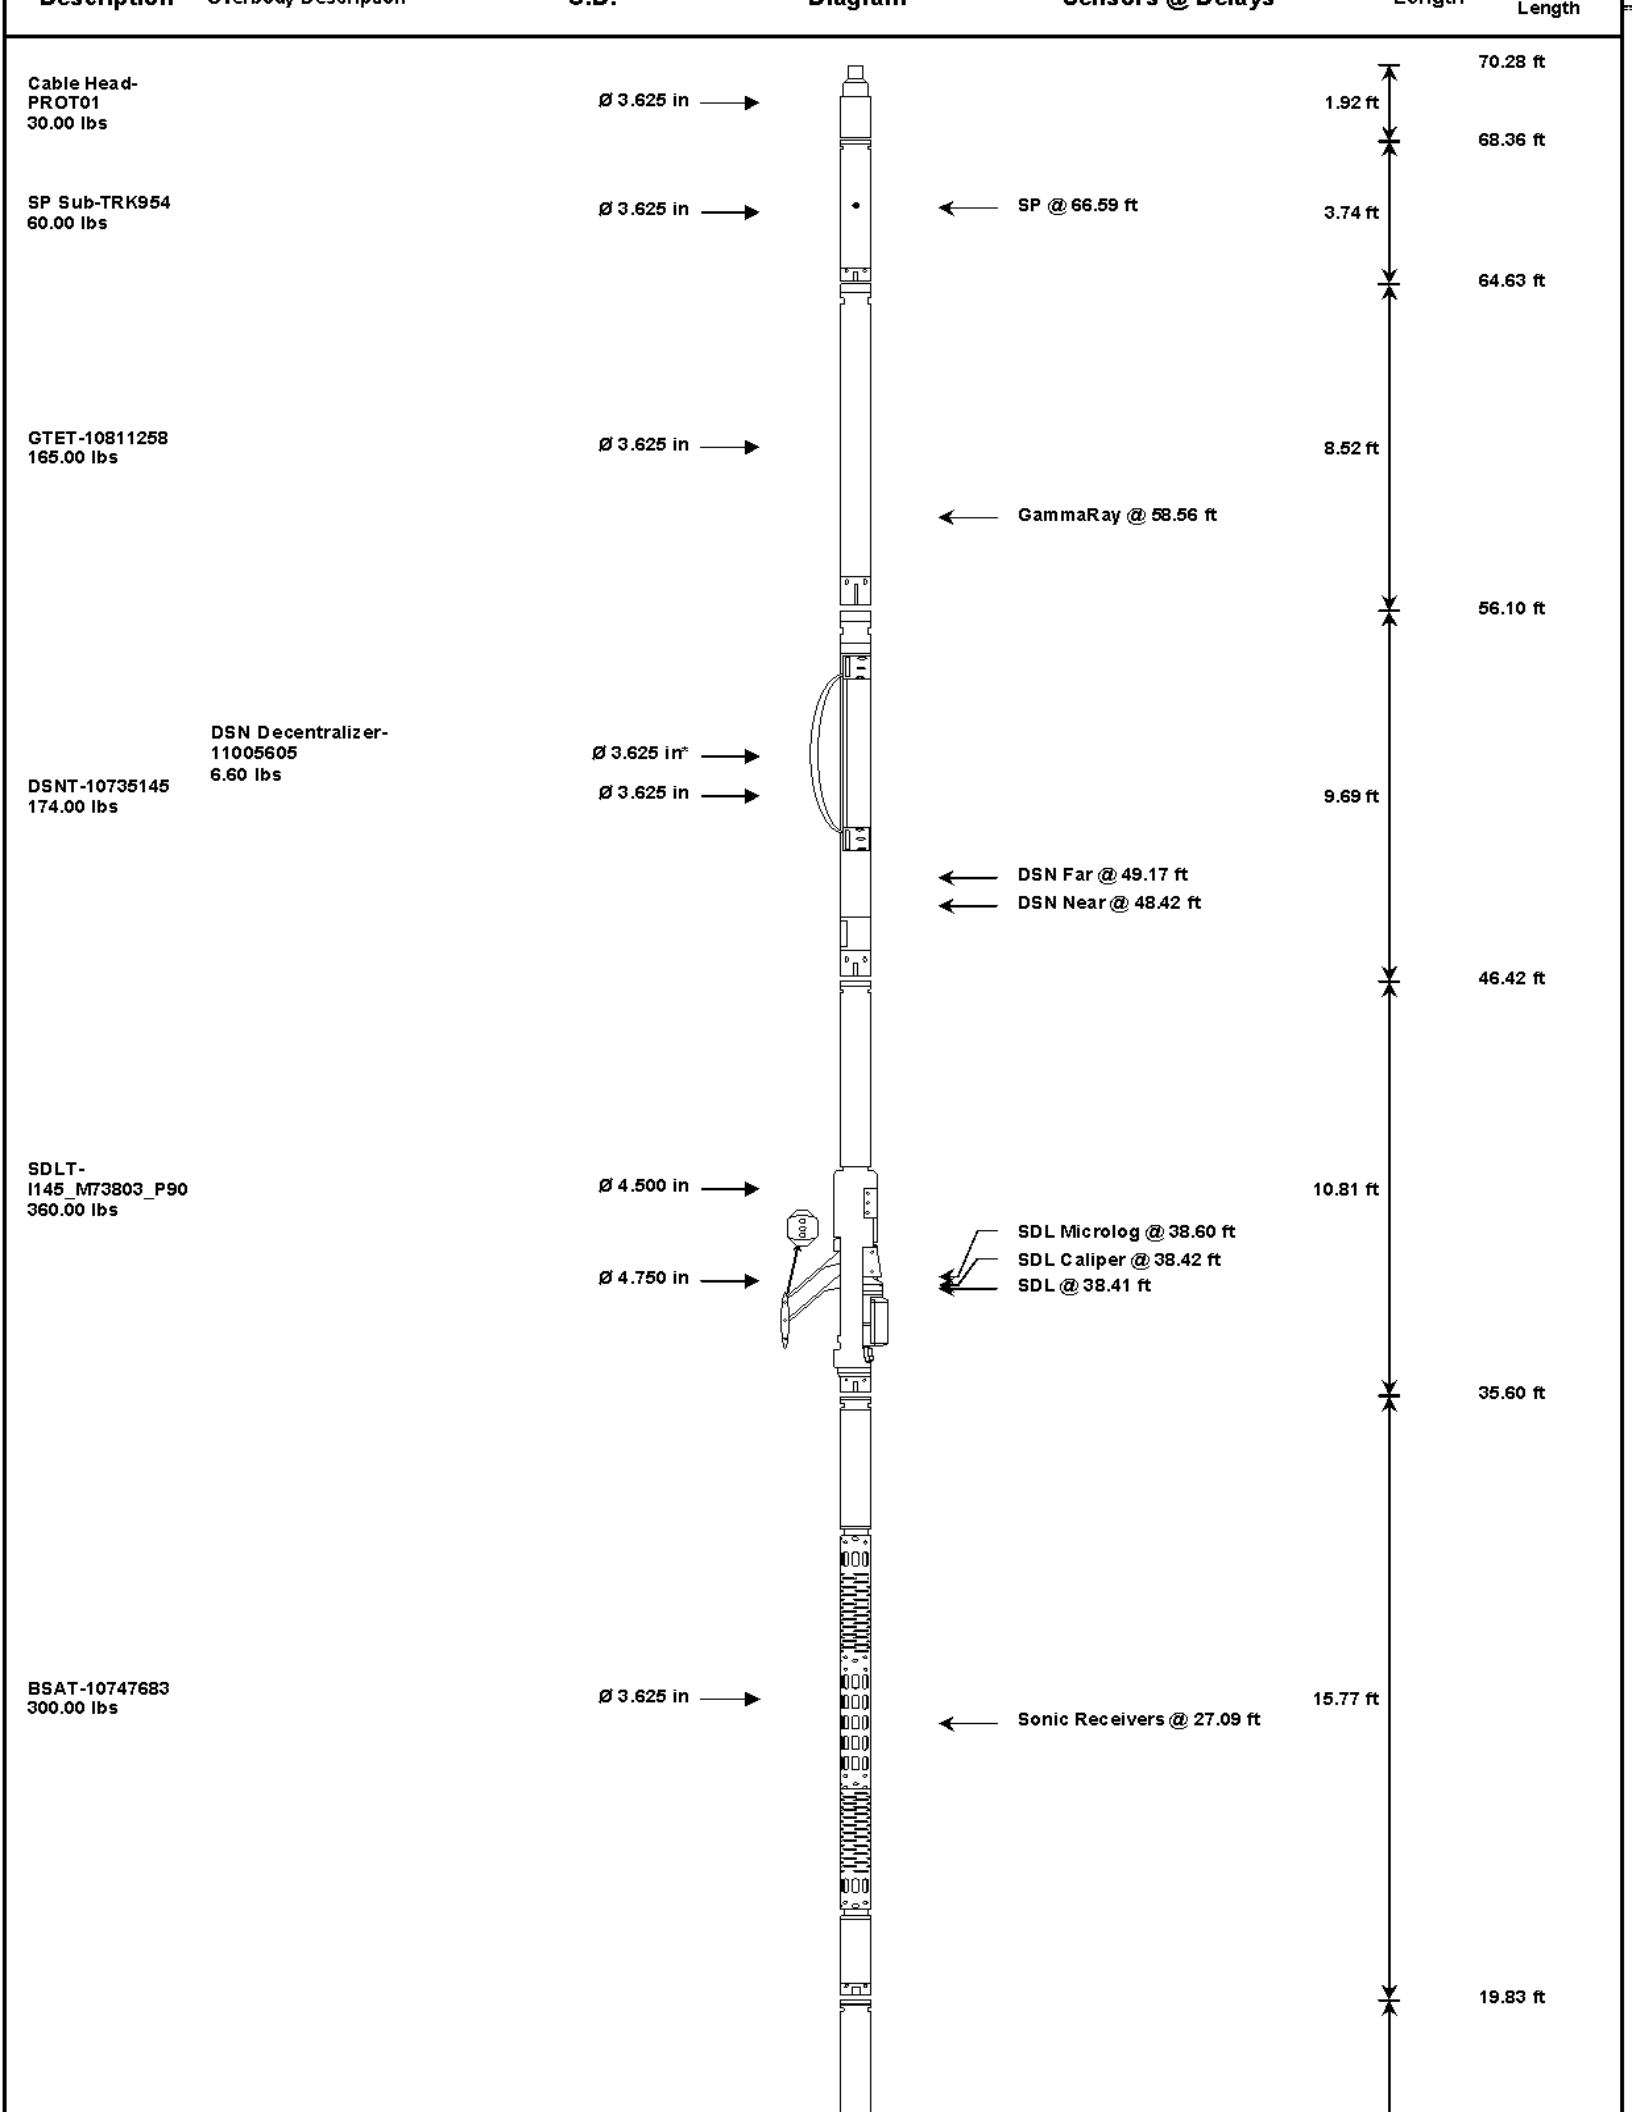 Description Overbody Description O.D. Diagram Sensors @ Delays Length Length
70.28 ft
Cable Head-
PROT01
30.00 lbs
Ø 3.625 in
1.92 ft
68.36 ft
SP Sub-TRK954
60.00 lbs
Ø 3.625 in
SP @ 66.59 ft
3.74 ft
64.63 ft
GTET-10811258
165.00 lbs
Ø 3.625 in
8.52 ft
GammaRay @ 58.56 ft
56.10 ft
DSN Decentralizer-
11005605
6.60 lbs
Ø 3.625 in*
DSNT-10735145
174.00 lbs
Ø 3.625 in
9.69 ft
DSN Far @ 49.17 ft
DSN Near @ 48.42 ft
46.42 ft
SDLT-
I145_M73803_P90
360.00 lbs
Ø 4.500 in
10.81 ft
SDL Microlog @ 38.60 ft
SDL Caliper @ 38.42 ft
Ø 4.750 in
SDL @ 38.41 ft
35.60 ft
BSAT-10747683
300.00 lbs
Ø 3.625 in
15.77 ft
Sonic Receivers @ 27.09 ft
19.83 ft